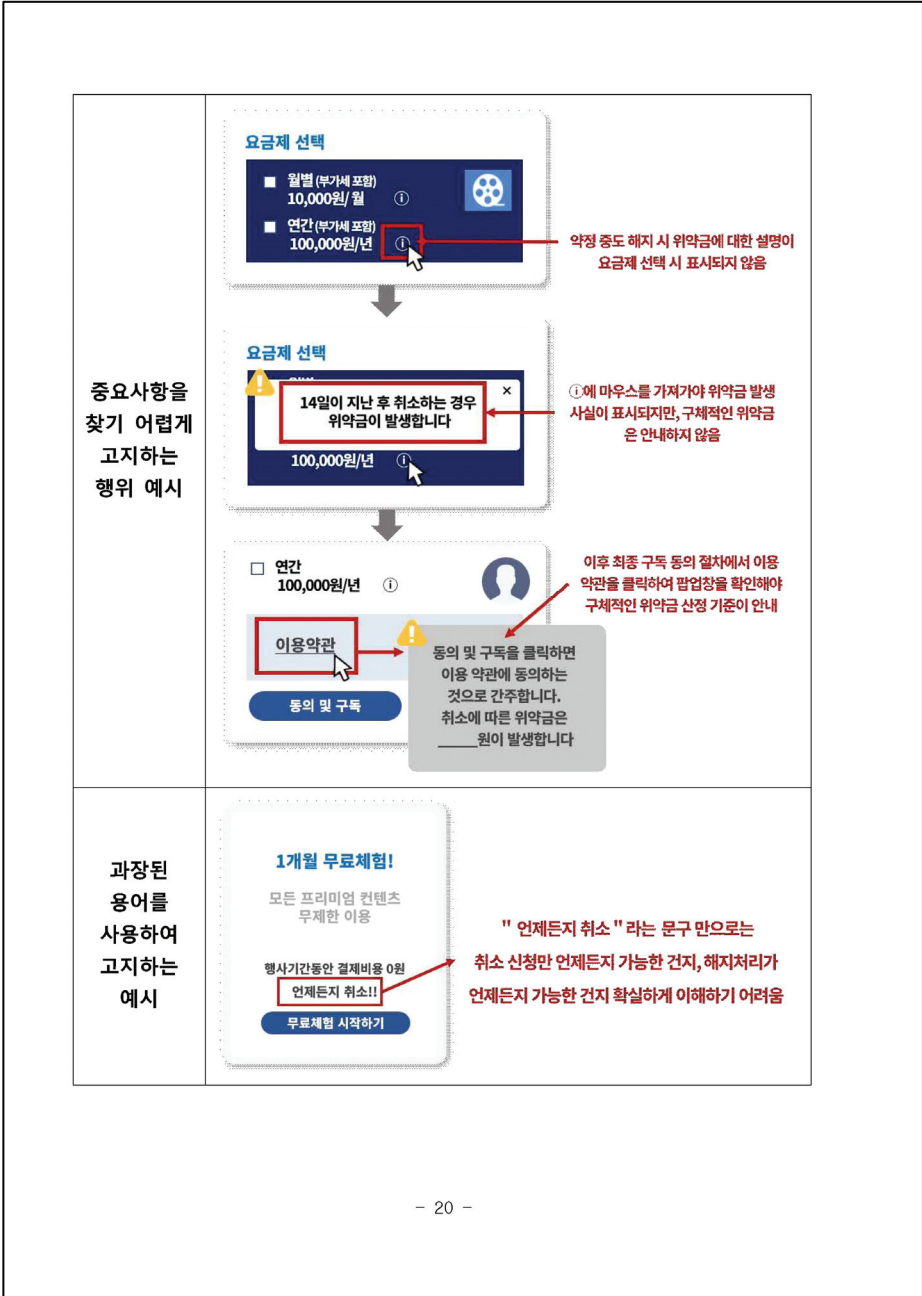 중요사항을
찾기 어렵게
고지하는
행위 예시
요금제 선택
월별 (부가세 포함)
10,000원/ 월 ⓘ
연간 (부가세 포함)
100,000원/년 ⓘ
약정 중도 해지 시 위약금에 대한 설명이
요금제 선택 시 표시되지 않음
요금제 선택
14일이 지난 후 취소하는 경우
위약금이 발생합니다
×
100,000원/년 ⓘ
ⓘ에 마우스를 가져가야 위약금 발생
사실이 표시되지만, 구체적인 위약금
은 안내하지 않음
연간
100,000원/년 ⓘ
이용약관
동의 및 구독
동의 및 구독을 클릭하면
이용 약관에 동의하는
것으로 간주합니다.
취소에 따른 위약금은
_____원이 발생합니다
이후 최종 구독 동의 절차에서 이용
약관을 클릭하여 팝업창을 확인해야
구체적인 위약금 산정 기준이 안내
과장된
용어를
사용하여
고지하는
예시
1개월 무료체험!
모든 프리미엄 컨텐츠
무제한 이용
행사기간동안 결제비용 0원
언제든지 취소!!
무료체험 시작하기
" 언제든지 취소 " 라는 문구 만으로는
취소 신청만 언제든지 가능한 건지, 해지처리가
언제든지 가능한 건지 확실하게 이해하기 어려움
- 20 -